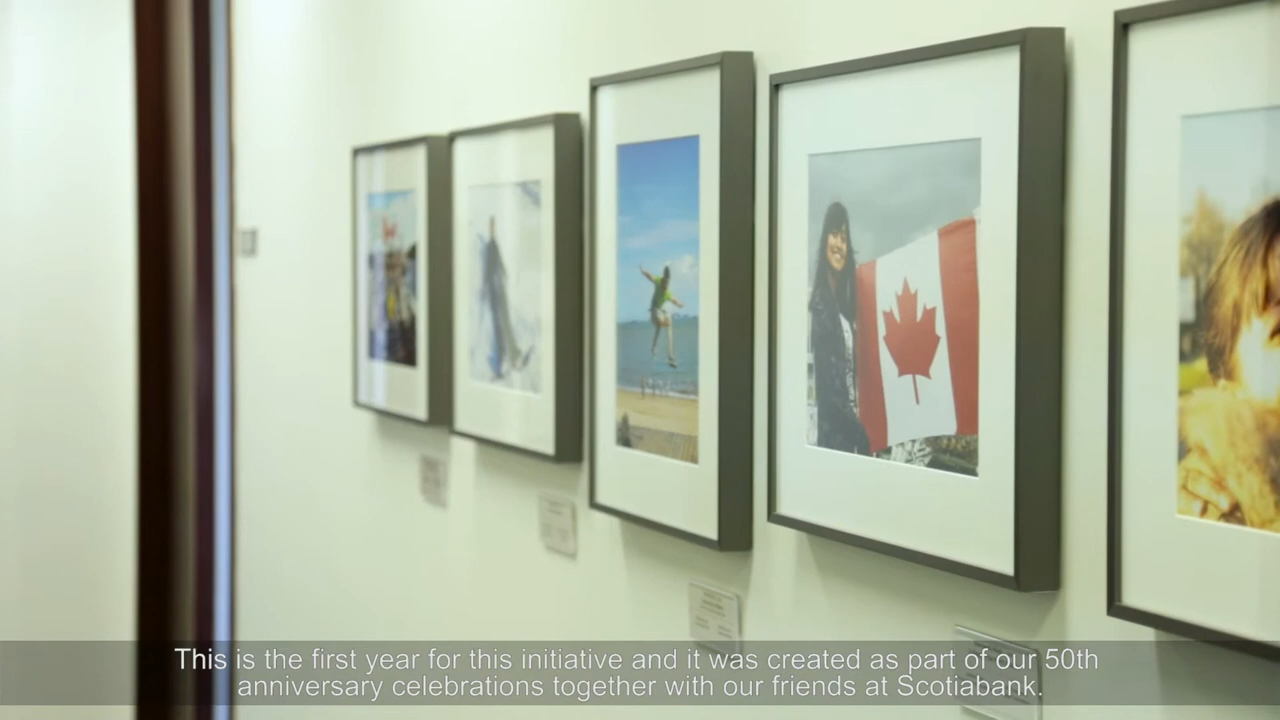 This is the first year for this initiative and it was created as part of our 50th
anniversary celebrations together with our friends at Scotiabank.